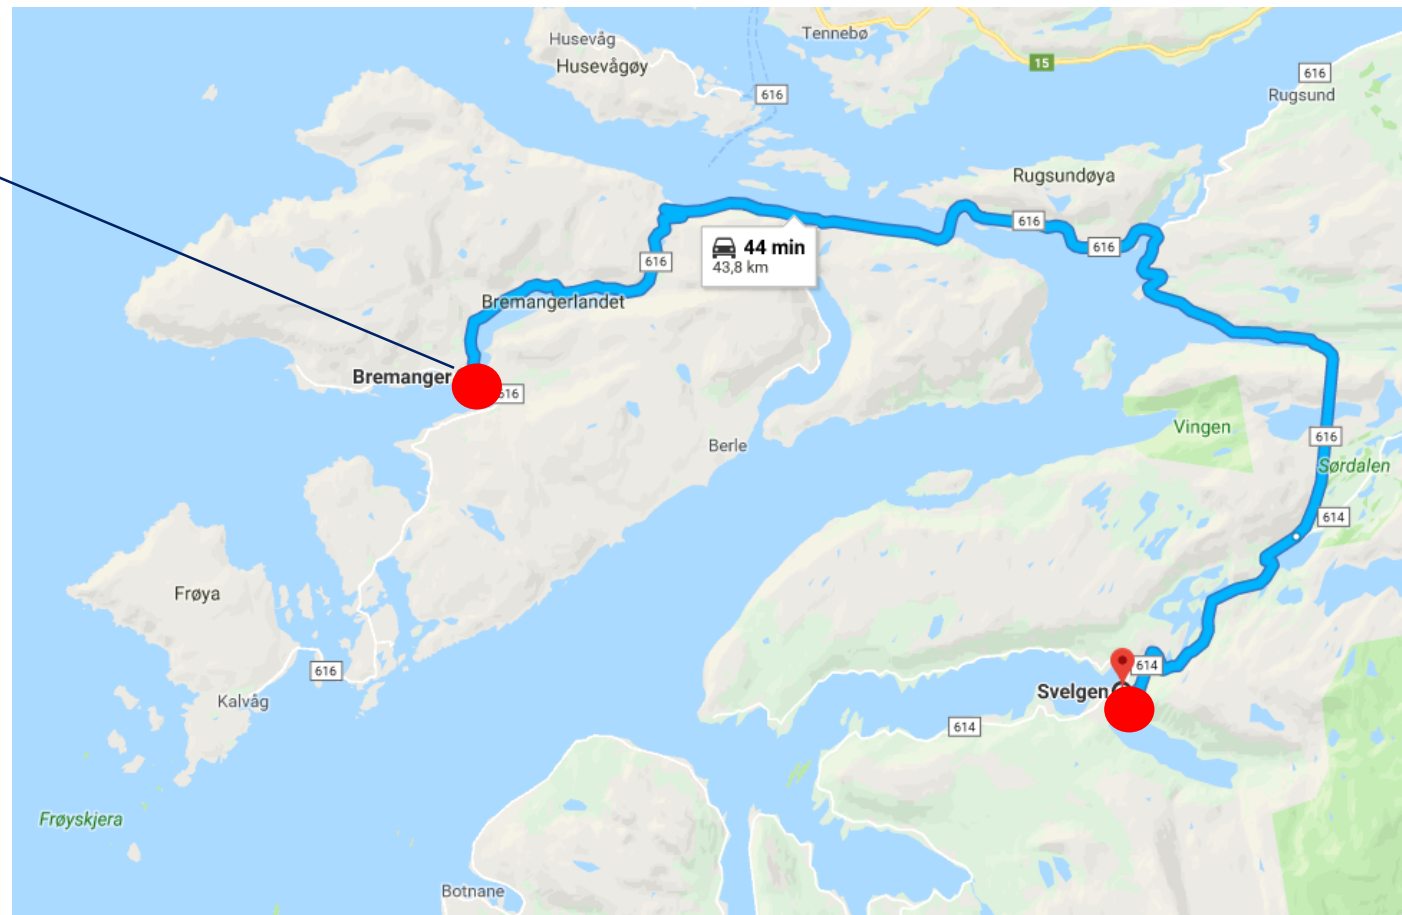 Husevåg
Husevågøy
Tennebø
15
616
Rugsund
616
Rugsundøya
616
616
44 min
43,8 km
616
Bremangerlandet
Bremanger
616
Vingen
616
Sørdalen
Berle
614
Frøya
616
Kalvåg
614
Svelgen
614
Frøyskjera
Botnane